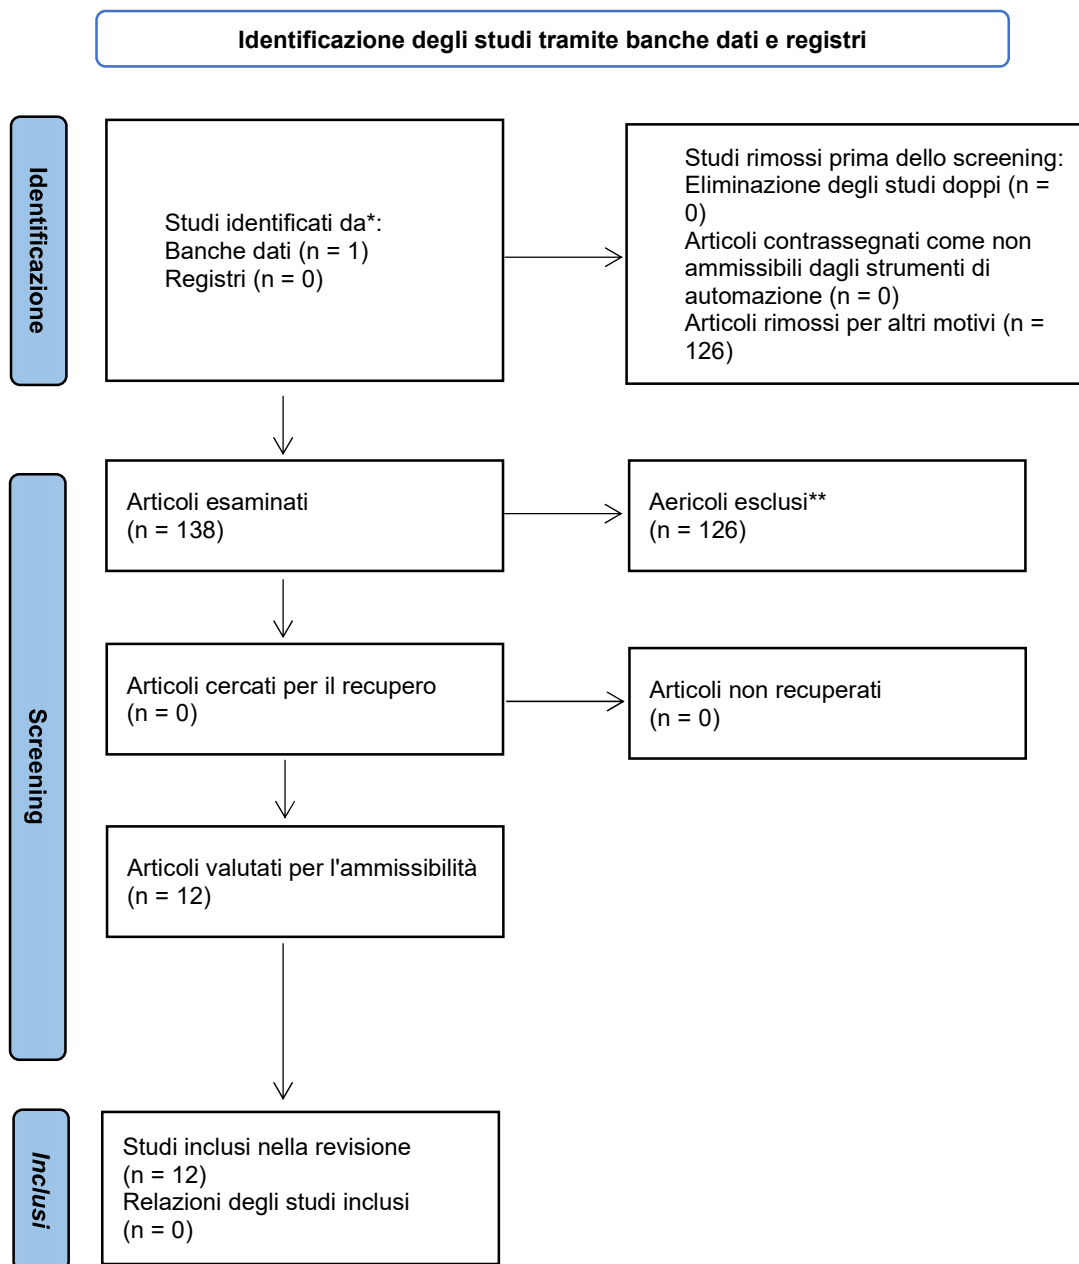 Identificazione degli studi tramite banche dati e registri
Identificazione
Studi identificati da*:
Banche dati (n = 1)
Registri (n = 0)
Studi rimossi prima dello screening:
Eliminazione degli studi doppi (n =
0)
Articoli contrassegnati come non
ammissibili dagli strumenti di
automazione (n = 0)
Articoli rimossi per altri motivi (n =
126)
Screening
Articoli esaminati
(n = 138)
Aericoli esclusi**
(n = 126)
Articoli cercati per il recupero
(n = 0)
Articoli non recuperati
(n = 0)
Articoli valutati per l'ammissibilità
(n = 12)
Inclusi
Studi inclusi nella revisione
(n = 12)
Relazioni degli studi inclusi
(n = 0)